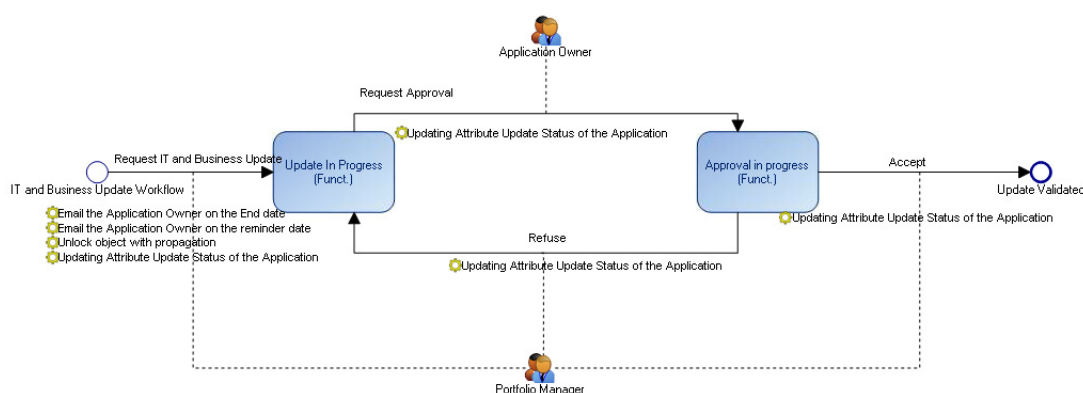 Application Owner
Request Approval
Updating Attribute Update Status of the Application
Request IT and Business Update
Update In Progress
(Funct.)
Approval in progress
(Funct.)
Accept
IT and Business Update Workflow
Update Validated
Email the Application Owner on the End date
Email the Application Owner on the reminder date
Unlock object with propagation
Updating Attribute Update Status of the Application
Updating Attribute Update Status of the Application
Refuse
Updating Attribute Update Status of the Application
Portfolio Manager